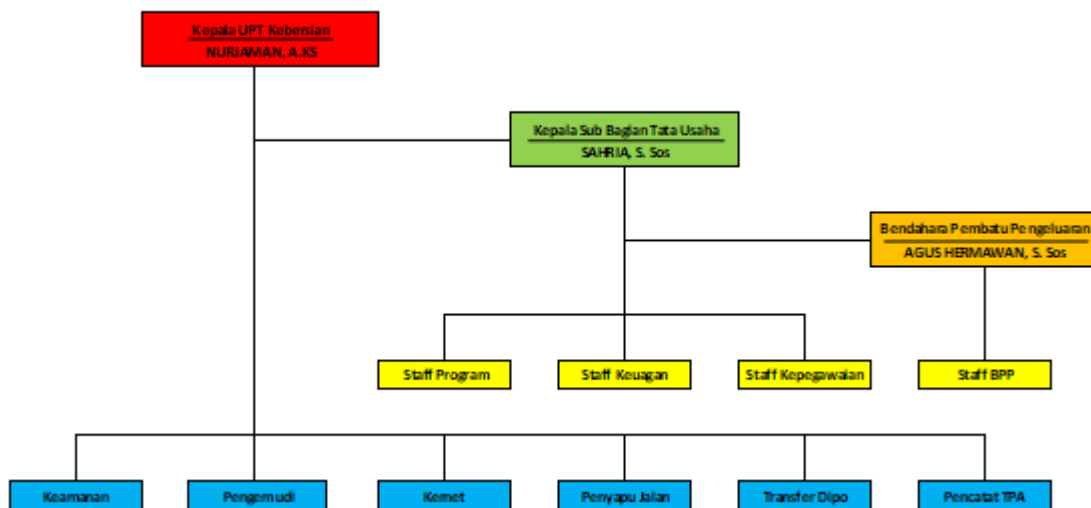 Kepala UPT Kebersian
NURJAMAN, A.KS
Kepala Sub Bagian Tata Usaha
SAHRIA, S. Sos
Bendahara Pembatu Pengeluaran
AGUS HERMAWAN, S. Sos
Staff Program
Staff Keuagan
Staff Kepegawaian
Staff BPP
Keamanan
Pengemudi
Kernet
Penyapu Jalan
Transfer Dipo
Pencatat TPA